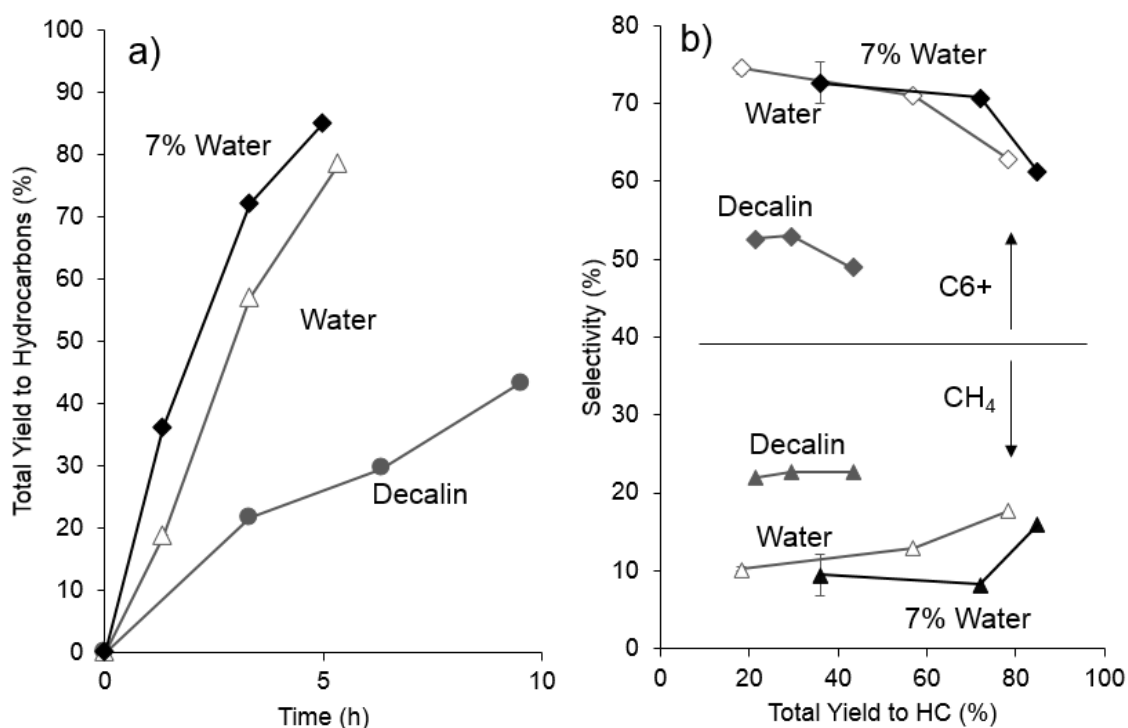 a)
Total Yield to Hydrocarbons (%)
100
90
80
70
60
50
40
30
20
10
0
7% Water
Water
Decalin
0
5
10
Time (h)
b)
Selectivity (%)
80
70
60
50
40
30
20
10
0
7% Water
Water
Decalin
C6+
CH₄
Decalin
Water
7% Water
0
20
40
60
80
100
Total Yield to HC (%)